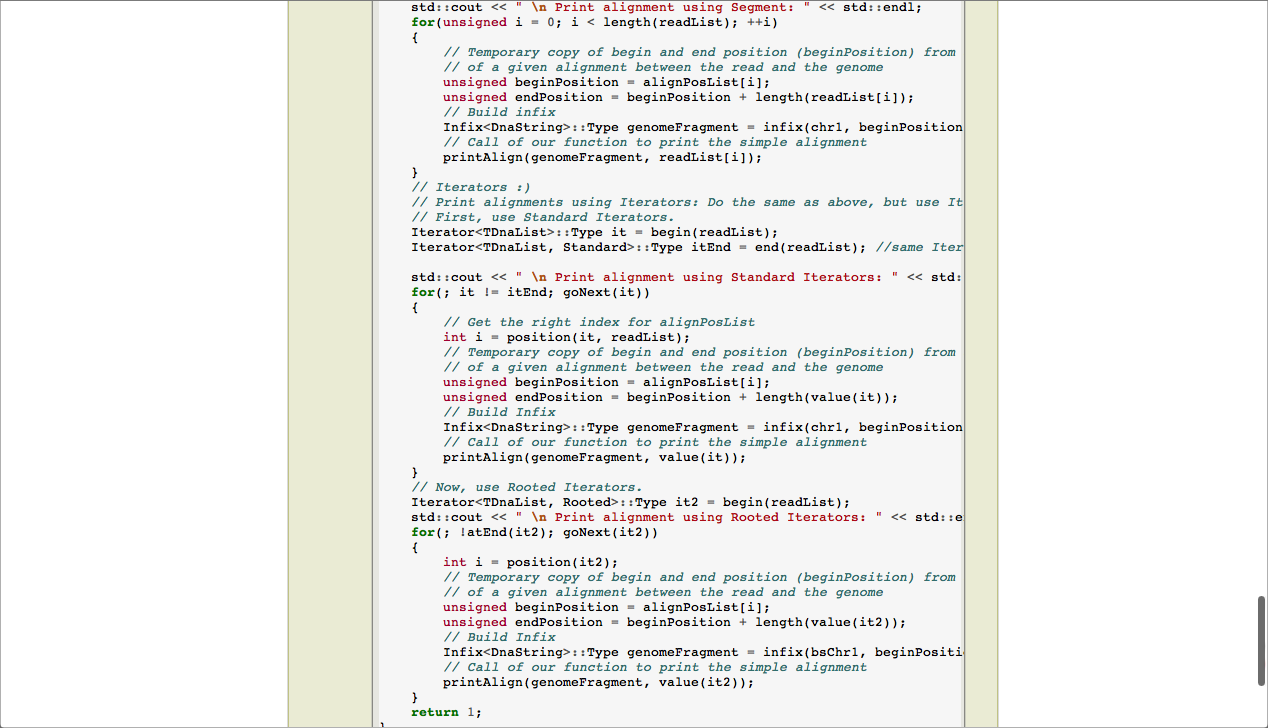 std::cout << " \n Print alignment using Segment: " << std::endl;
for(unsigned i = 0; i < length(readList); ++i)
{
// Temporary copy of begin and end position (beginPosition) from
// of a given alignment between the read and the genome
unsigned beginPosition = alignPosList[i];
unsigned endPosition = beginPosition + length(readList[i]);
// Build infix
Infix<DnaString>::Type genomeFragment = infix(chr1, beginPosition
// Call of our function to print the simple alignment
printAlign(genomeFragment, readList[i]);
}
// Iterators :)
// Print alignments using Iterators: Do the same as above, but use It
// First, use Standard Iterators.
Iterator<TDnaList>::Type it = begin(readList);
Iterator<TDnaList, Standard>::Type itEnd = end(readList); //same Iter
std::cout << " \n Print alignment using Standard Iterators: " << std:
for(; it != itEnd; goNext(it))
{
// Get the right index for alignPosList
int i = position(it, readList);
// Temporary copy of begin and end position (beginPosition) from
// of a given alignment between the read and the genome
unsigned beginPosition = alignPosList[i];
unsigned endPosition = beginPosition + length(value(it));
// Build Infix
Infix<DnaString>::Type genomeFragment = infix(chr1, beginPosition
// Call of our function to print the simple alignment
printAlign(genomeFragment, value(it));
}
// Now, use Rooted Iterators.
Iterator<TDnaList, Rooted>::Type it2 = begin(readList);
std::cout << " \n Print alignment using Rooted Iterators: " << std::e
for(; !atEnd(it2); goNext(it2))
{
int i = position(it2);
// Temporary copy of begin and end position (beginPosition) from
// of a given alignment between the read and the genome
unsigned beginPosition = alignPosList[i];
unsigned endPosition = beginPosition + length(value(it2));
// Build Infix
Infix<DnaString>::Type genomeFragment = infix(bsChr1, beginPositi
// Call of our function to print the simple alignment
printAlign(genomeFragment, value(it2));
}
return 1;
}